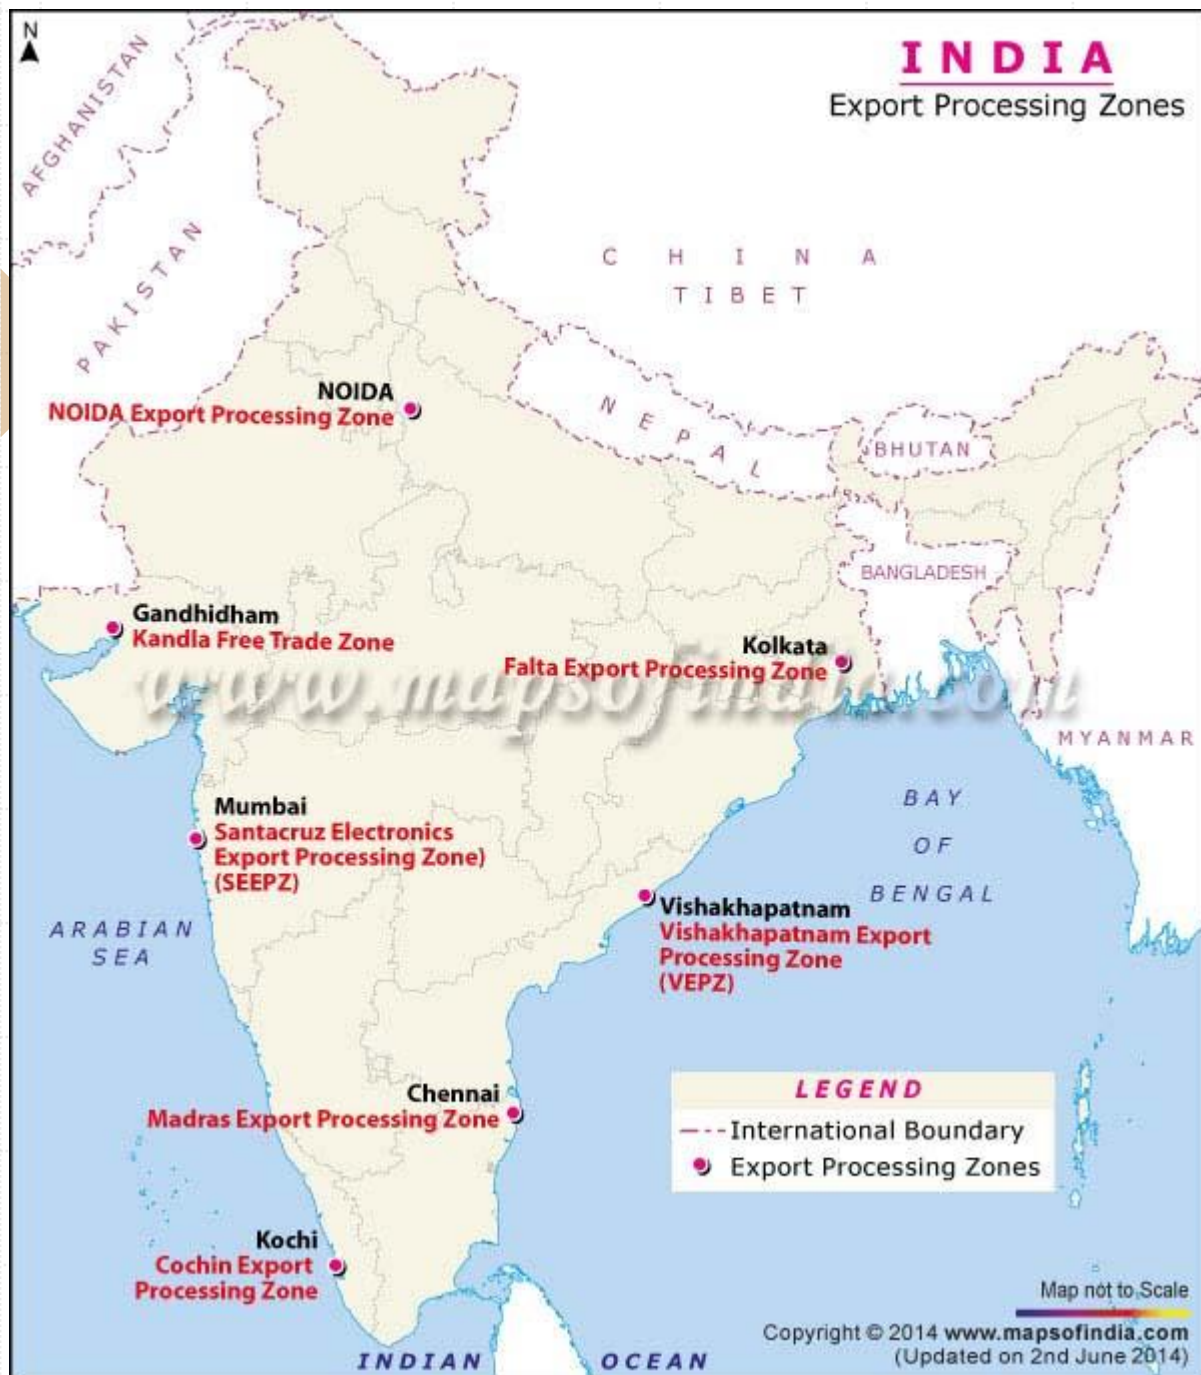 N
INDIA
Export Processing Zones
AFGHANISTAN
PAKISTAN
CHINA
TIBET
NEPAL
BHUTAN
BANGLADESH
MYANMAR
NOIDA
NOIDA Export Processing Zone
Gandhidham
Kandla Free Trade Zone
Kolkata
Falta Export Processing Zone
www.mapsofindia.com
Mumbai
Santacruz Electronics
Export Processing Zone)
(SEEPZ)
BAY
OF
BENGAL
ARABIAN
SEA
Vishakhapatnam
Vishakhapatnam Export
Processing Zone
(VEPZ)
Chennai
Madras Export Processing Zone
LEGEND
International Boundary
Export Processing Zones
Kochi
Cochin Export
Processing Zone
Map not to Scale
Copyright © 2014 www.mapsofindia.com
(Updated on 2nd June 2014)
INDIAN OCEAN